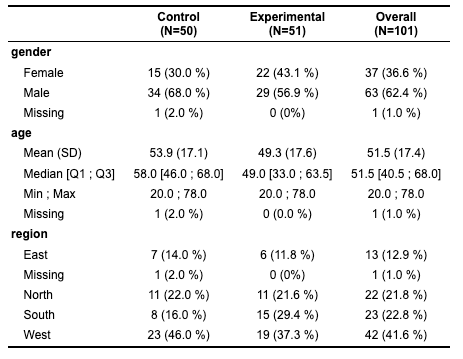 Control Experimental Overall
(N=50) (N=51) (N=101)
gender
Female 15 (30.0 %) 22 (43.1 %) 37 (36.6 %)
Male 34 (68.0 %) 29 (56.9 %) 63 (62.4 %)
Missing 1 (2.0 %) 0 (0%) 1 (1.0 %)
age
Mean (SD) 53.9 (17.1) 49.3 (17.6) 51.5 (17.4)
Median [Q1 ; Q3] 58.0 [46.0 ; 68.0] 49.0 [33.0 ; 63.5] 51.5 [40.5 ; 68.0]
Min ; Max 20.0 ; 78.0 20.0 ; 78.0 20.0 ; 78.0
Missing 1 (2.0 %) 0 (0.0 %) 1 (1.0 %)
region
East 7 (14.0 %) 6 (11.8 %) 13 (12.9 %)
Missing 1 (2.0 %) 0 (0%) 1 (1.0 %)
North 11 (22.0 %) 11 (21.6 %) 22 (21.8 %)
South 8 (16.0 %) 15 (29.4 %) 23 (22.8 %)
West 23 (46.0 %) 19 (37.3 %) 42 (41.6 %)